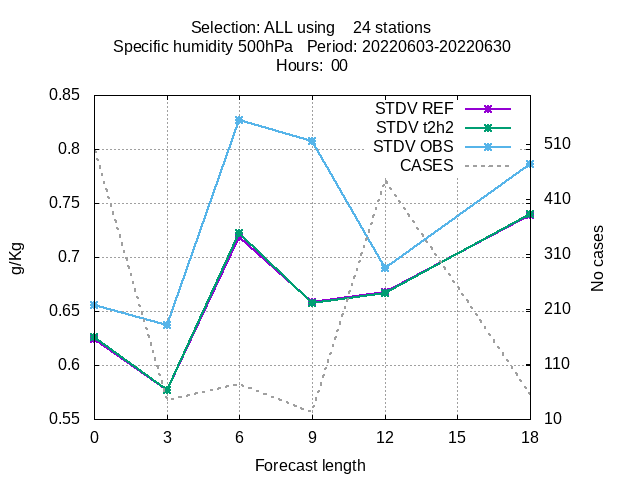 Selection: ALL using    24 stations
Specific humidity 500hPa   Period: 20220603-20220630
Hours:  00
STDV REF
STDV t2h2
STDV OBS
CASES
0.85
0.8
0.75
0.7
0.65
0.6
0.55
g/Kg
510
410
310
210
110
10
No cases
0 3 6 9 12 15 18
Forecast length